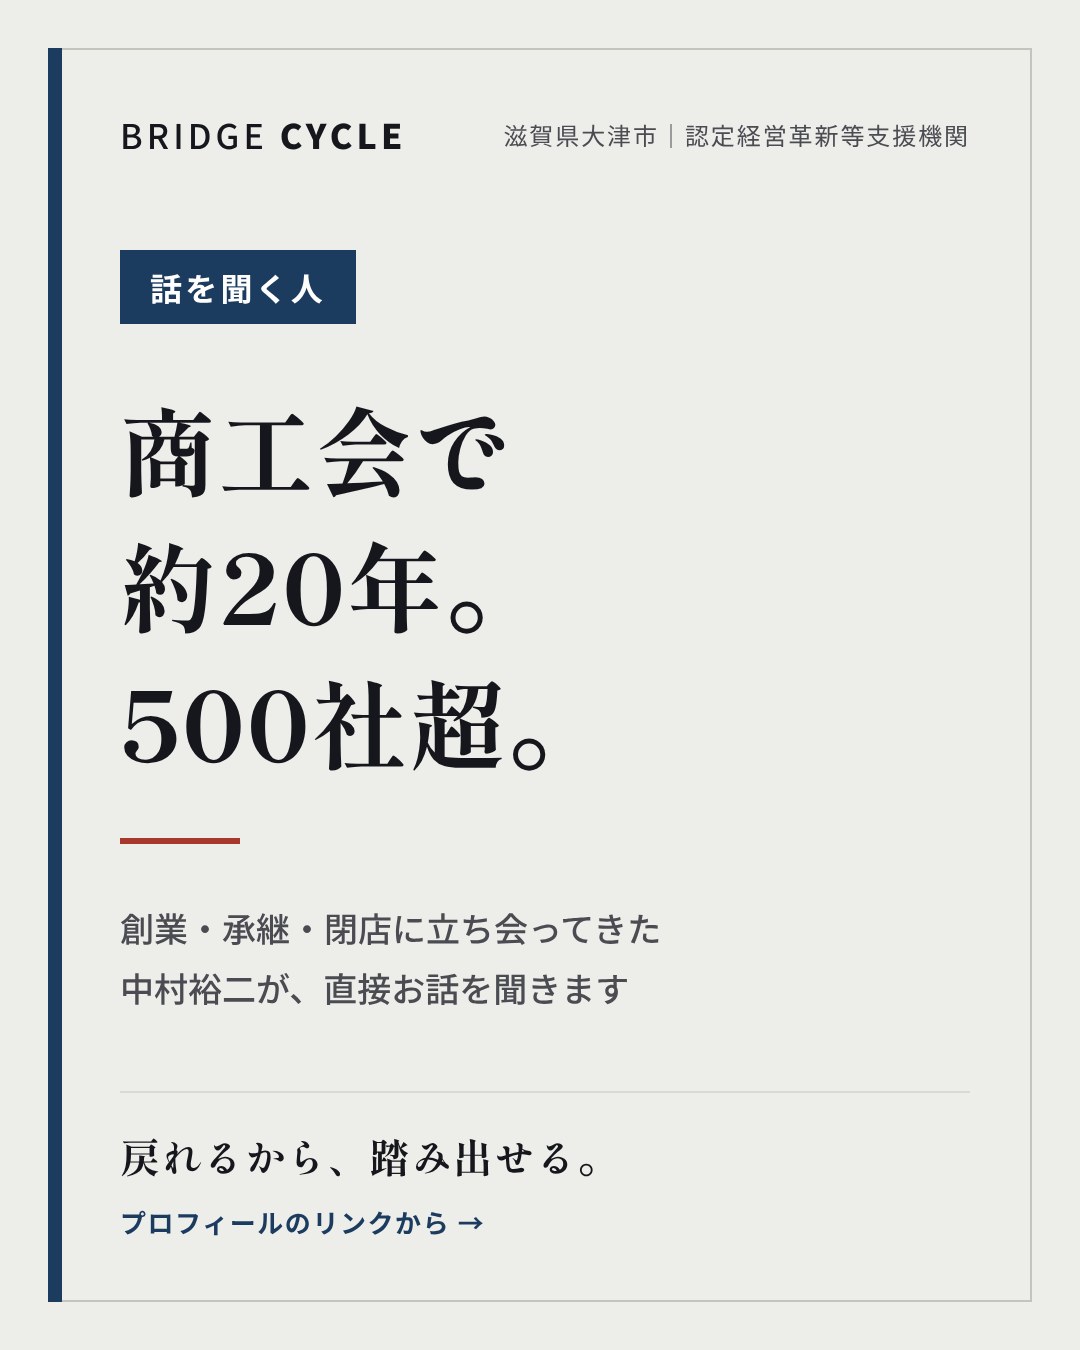 BRIDGE CYCLE
滋賀県大津市｜認定経営革新等支援機関
話を聞く人
商工会で
約20年。
500社超。
創業・承継・閉店に立ち会ってきた
中村裕二が、直接お話を聞きます
戻れるから、踏み出せる。
プロフィールのリンクから →